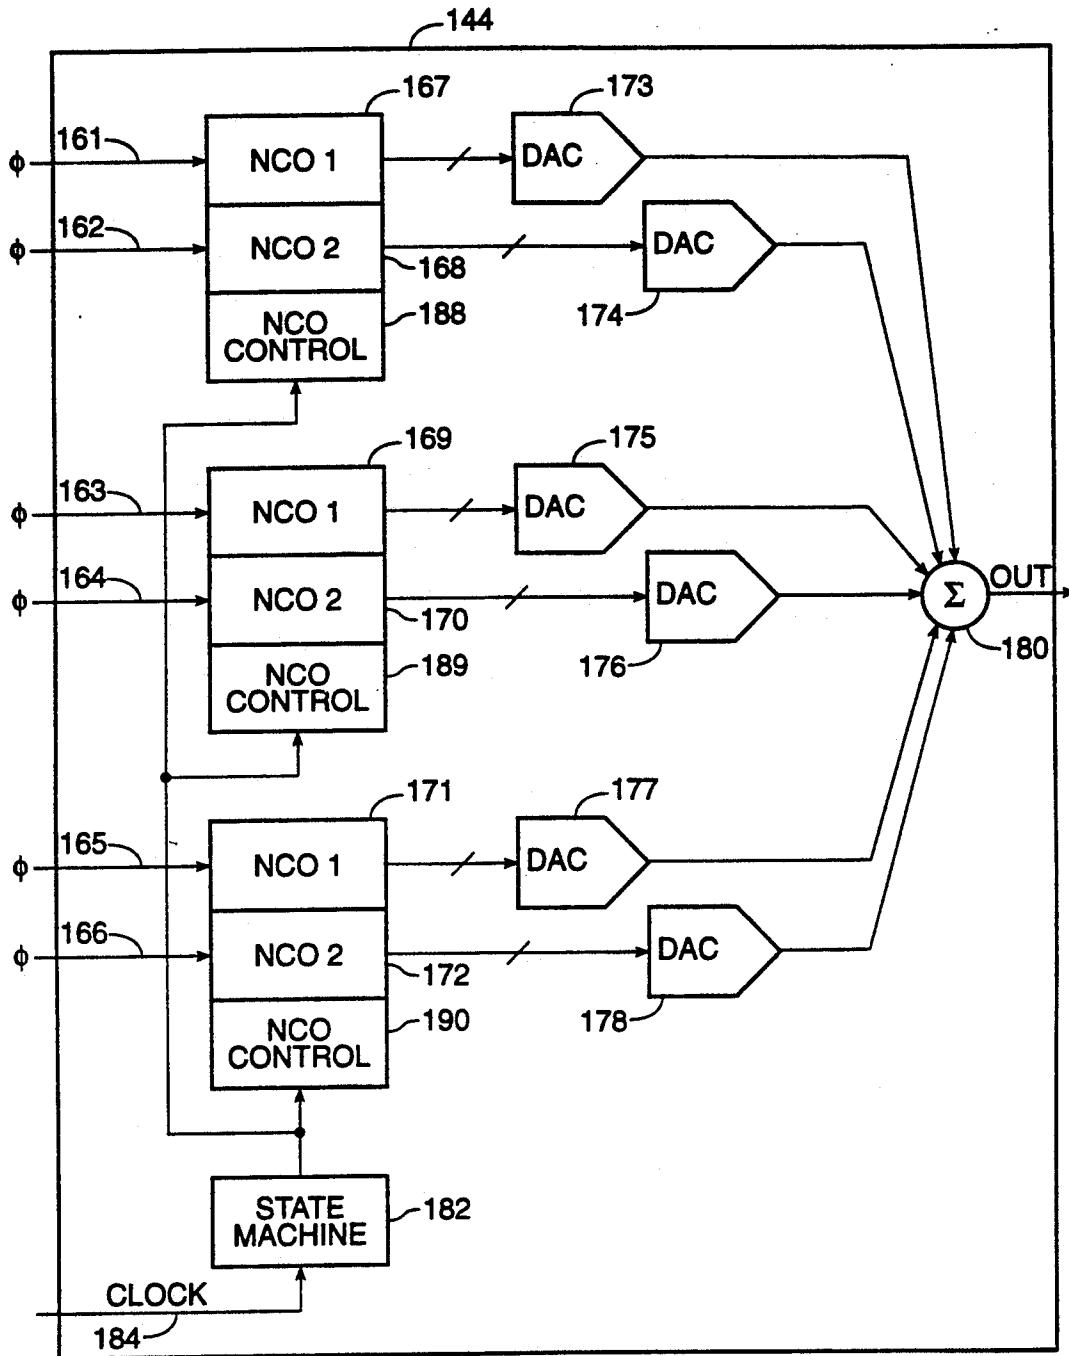 144
167
173
161
φ
NCO 1
DAC
162
φ
NCO 2
168
DAC
174
188
NCO
CONTROL
169
175
163
φ
NCO 1
DAC
164
φ
NCO 2
170
DAC
176
OUT
Σ
180
189
NCO
CONTROL
171
177
165
φ
NCO 1
DAC
166
φ
NCO 2
172
DAC
178
190
NCO
CONTROL
STATE
MACHINE
182
CLOCK
184